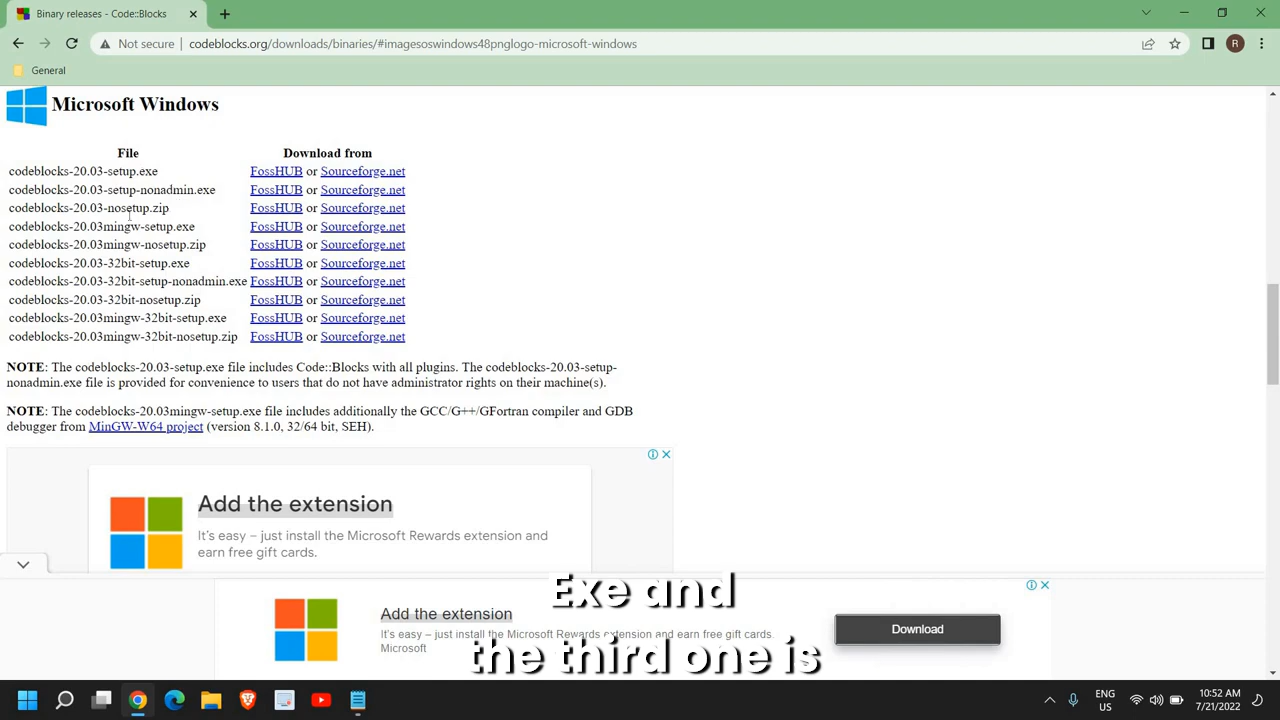 Binary releases - Code::Blocks
Not secure
codeblocks.org/downloads/binaries/#imagesoswindows48pnglogo-microsoft-windows
R
General
Microsoft Windows
File Download from
codeblocks-20.03-setup.exe FossHUB or Sourceforge.net
codeblocks-20.03-setup-nonadmin.exe FossHUB or Sourceforge.net
codeblocks-20.03-nosetup.zip FossHUB or Sourceforge.net
codeblocks-20.03mingw-setup.exe FossHUB or Sourceforge.net
codeblocks-20.03mingw-nosetup.zip FossHUB or Sourceforge.net
codeblocks-20.03-32bit-setup.exe FossHUB or Sourceforge.net
codeblocks-20.03-32bit-setup-nonadmin.exe FossHUB or Sourceforge.net
codeblocks-20.03-32bit-nosetup.zip FossHUB or Sourceforge.net
codeblocks-20.03mingw-32bit-setup.exe FossHUB or Sourceforge.net
codeblocks-20.03mingw-32bit-nosetup.zip FossHUB or Sourceforge.net
NOTE: The codeblocks-20.03-setup.exe file includes Code::Blocks with all plugins. The codeblocks-20.03-setup-
nonadmin.exe file is provided for convenience to users that do not have administrator rights on their machine(s).
NOTE: The codeblocks-20.03mingw-setup.exe file includes additionally the GCC/G++/GFortran compiler and GDB
debugger from MinGW-W64 project (version 8.1.0, 32/64 bit, SEH).
Add the extension
It's easy – just install the Microsoft Rewards extension and
earn free gift cards.
Exe and
the third one is
Add the extension
It's easy – just install the Microsoft Rewards extension and earn free gift cards.
Microsoft
Download
ENG
US
10:52 AM
7/21/2022